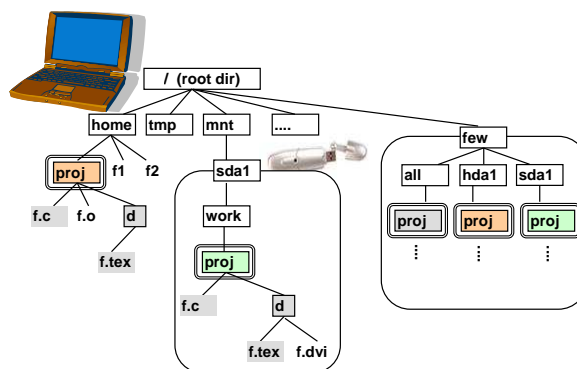 / (root dir)
home tmp mnt ....
few
proj f1 f2
sda1
all hda1 sda1
f.c f.o d
work
proj proj proj
f.tex
proj
f.c d
f.tex f.dvi